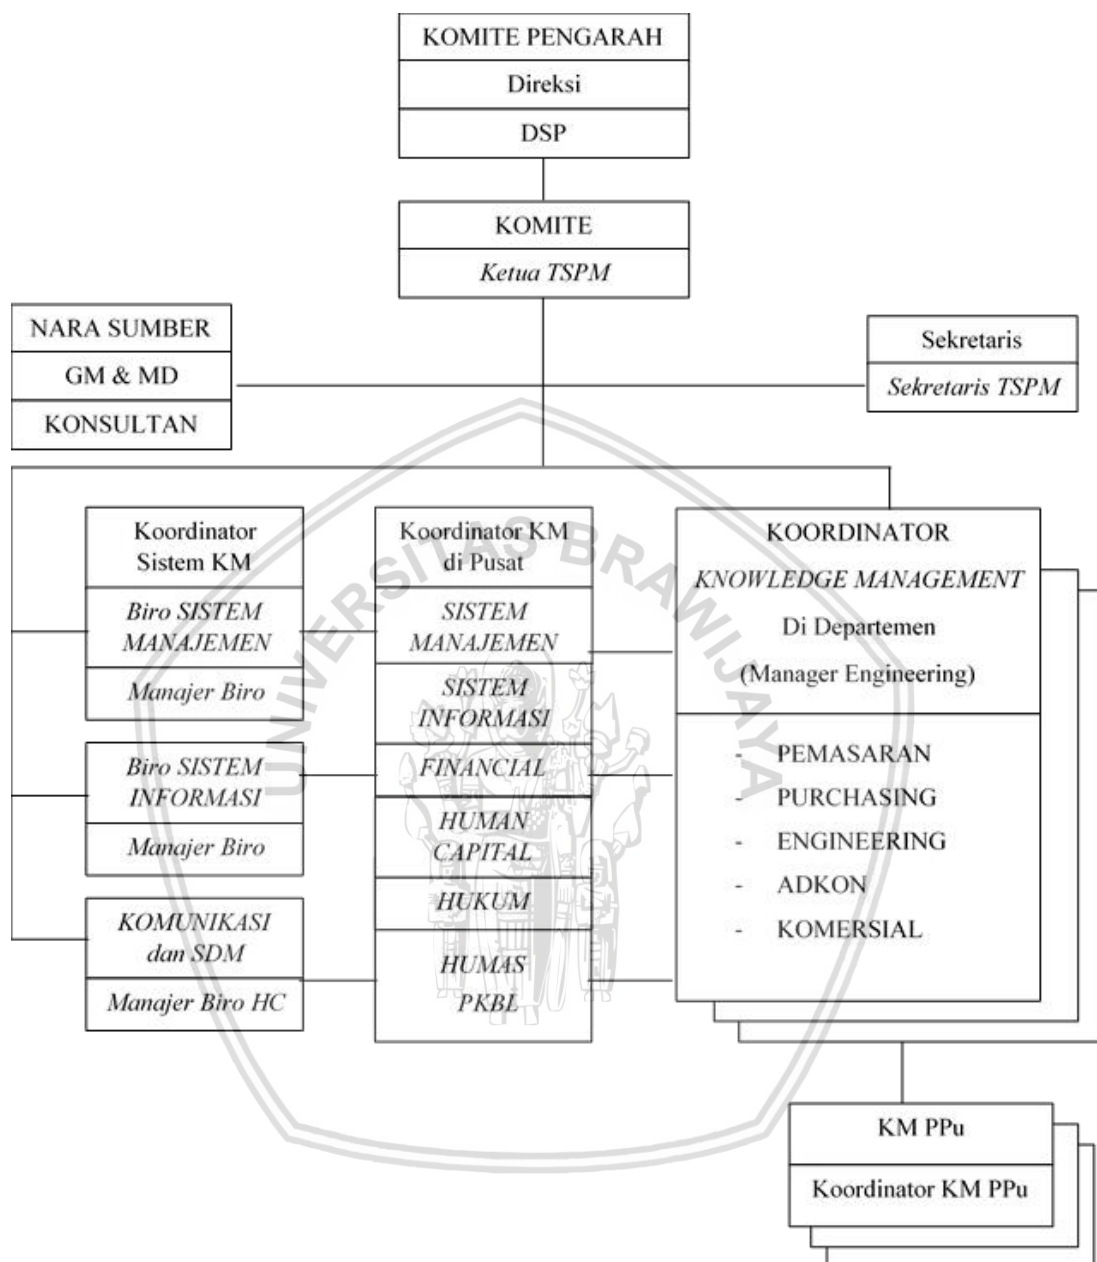 KOMITE PENGARAH
Direksi
DSP
KOMITE
Ketua TSPM
NARA SUMBER
GM & MD
KONSULTAN
Sekretaris
Sekretaris TSPM
Koordinator
Sistem KM
Biro SISTEM
MANAJEMEN
Manajer Biro
Biro SISTEM
INFORMASI
Manajer Biro
KOMUNIKASI
dan SDM
Manajer Biro HC
Koordinator KM
di Pusat
SISTEM
MANAJEMEN
SISTEM
INFORMASI
FINANCIAL
HUMAN
CAPITAL
HUKUM
HUMAS
PKBL
KOORDINATOR
KNOWLEDGE MANAGEMENT
Di Departemen
(Manager Engineering)
- PEMASARAN
- PURCHASING
- ENGINEERING
- ADKON
- KOMERSIAL
KM PPu
Koordinator KM PPu
UNIVERSITAS BRAWIJAYA